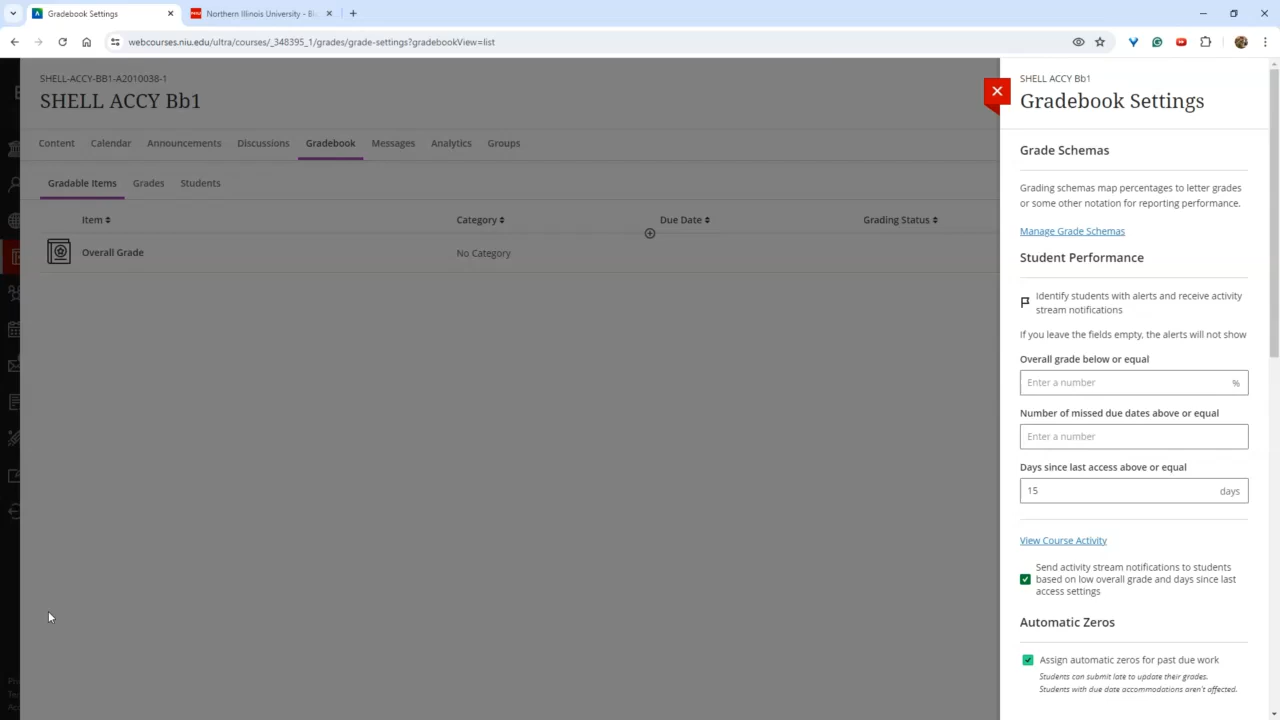 Gradebook Settings
Northern Illinois University - Bl
webcourses.niu.edu/ultra/courses/_348395_1/grades/grade-settings?gradebookView=list
SHELL-ACCY-BB1-A2010038-1
SHELL ACCY Bb1
Content Calendar Announcements Discussions Gradebook Messages Analytics Groups
Gradable Items Grades Students
Item Category Due Date Grading Status
Overall Grade No Category
SHELL ACCY Bb1
Gradebook Settings
Grade Schemas
Grading schemas map percentages to letter grades
or some other notation for reporting performance.
Manage Grade Schemas
Student Performance
Identify students with alerts and receive activity
stream notifications
If you leave the fields empty, the alerts will not show
Overall grade below or equal
Enter a number %
Number of missed due dates above or equal
Enter a number
Days since last access above or equal
15 days
View Course Activity
Send activity stream notifications to students
based on low overall grade and days since last
access settings
Automatic Zeros
Assign automatic zeros for past due work
Students can submit late to update their grades.
Students with due date accommodations aren't affected.